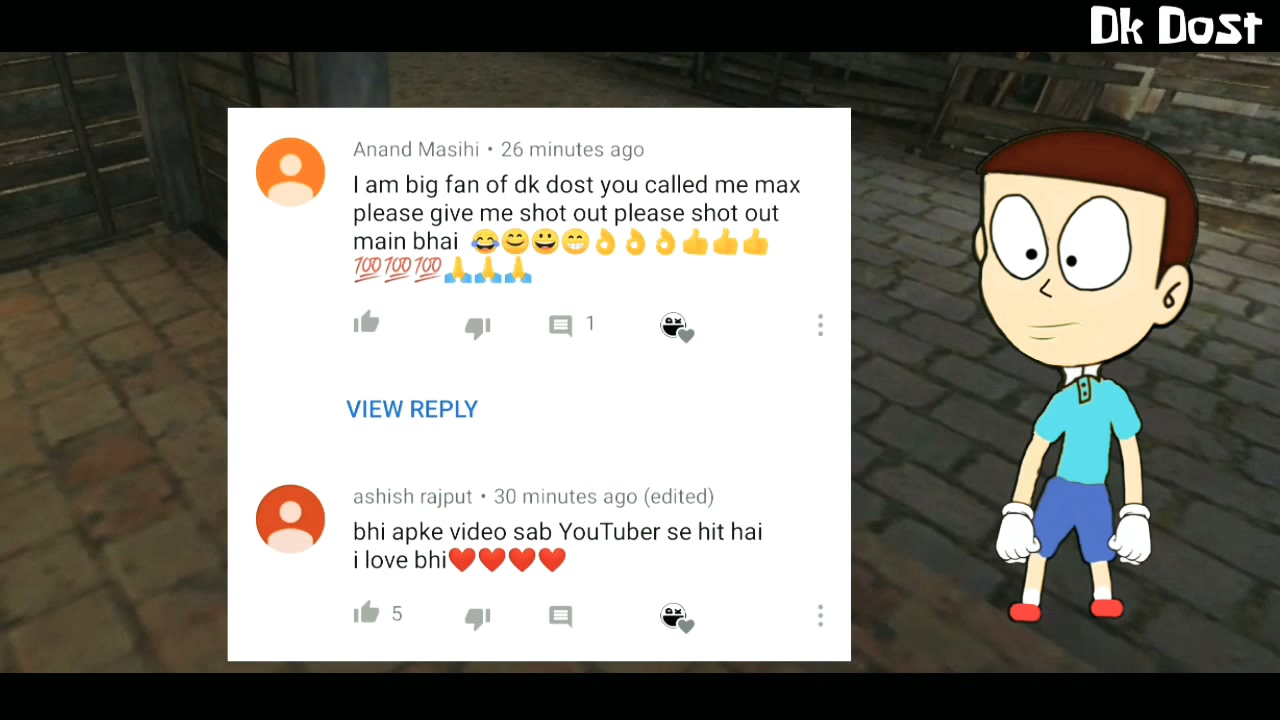 Dk Dost
Anand Masihi • 26 minutes ago
I am big fan of dk dost you called me max
please give me shot out please shot out
main bhai 😂😊😀😁👌👌👌👍👍👍
💯💯💯🙏🙏🙏
1
VIEW REPLY
ashish rajput • 30 minutes ago (edited)
bhi apke video sab YouTuber se hit hai
i love bhi❤️❤️❤️❤️
5